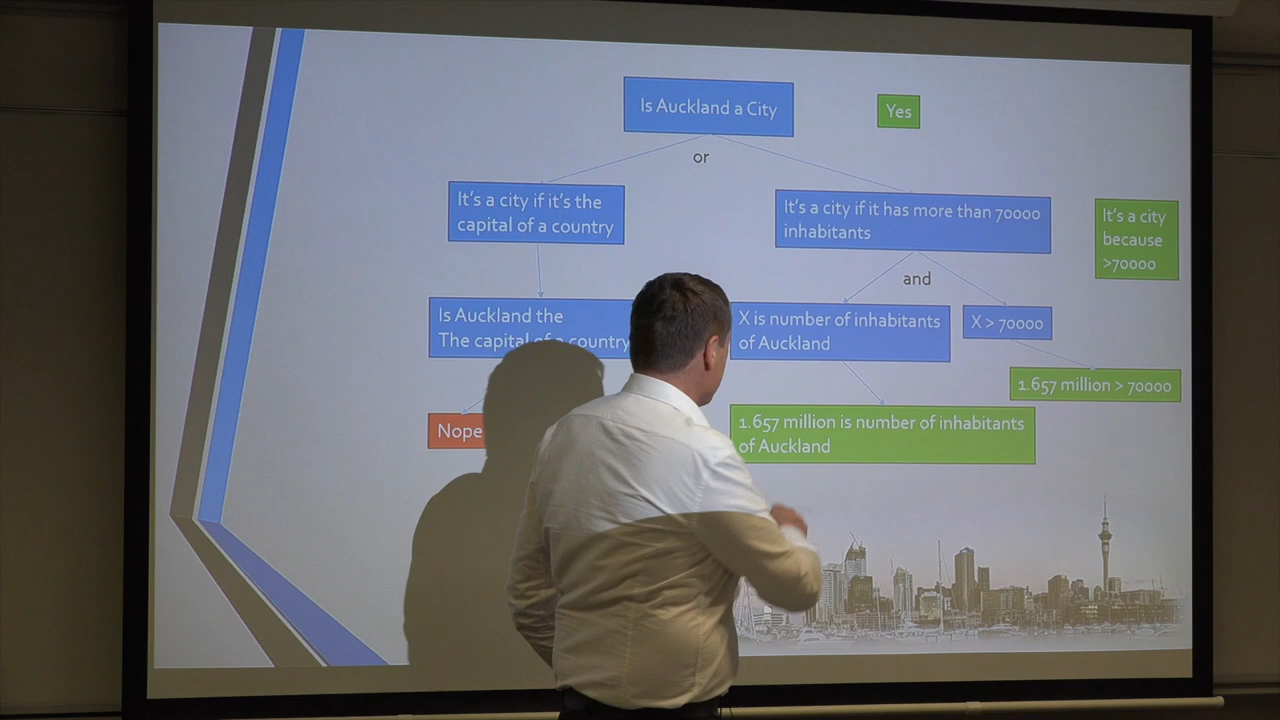 Is Auckland a City
Yes
or
It's a city if it's the
capital of a country
It's a city if it has more than 70000
inhabitants
It's a city
because
>70000
and
Is Auckland the
The capital of a country
X is number of inhabitants
of Auckland
X > 70000
1.657 million > 70000
Nope
1.657 million is number of inhabitants
of Auckland